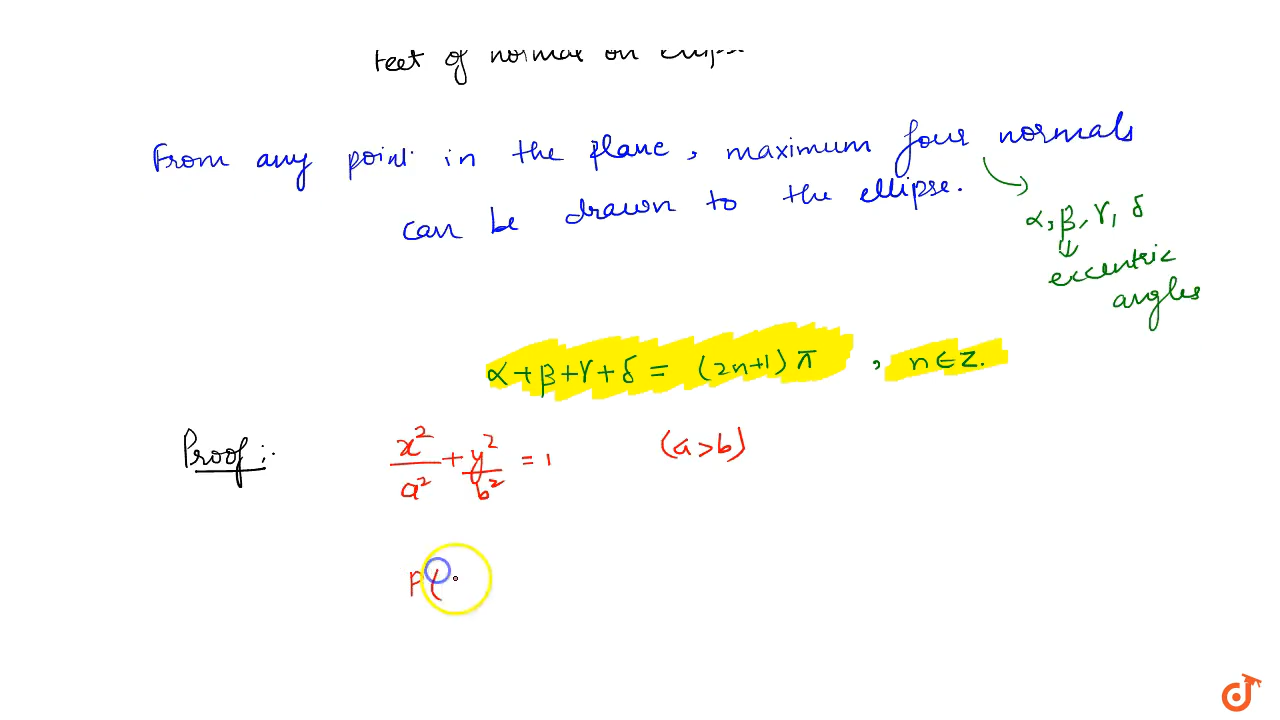 feet of normal on ellipse
From any point in the plane, maximum four normals
can be drawn to the ellipse.
α, β, γ, δ
eccentric
angles
α+β+γ+δ = (2n+1) π , n∈Z.
Proof :- x²/a² + y²/b² = 1 (a>b)
P(